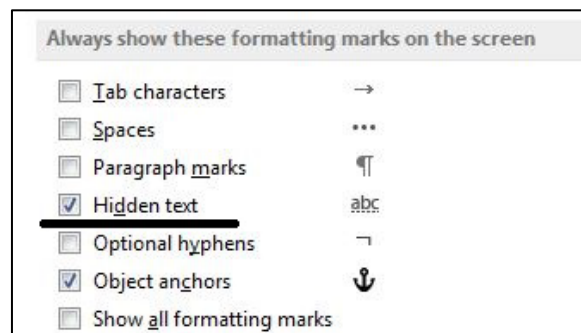 Always show these formatting marks on the screen
Tab characters →
Spaces •••
Paragraph marks ¶
Hidden text abc
Optional hyphens ¬
Object anchors
Show all formatting marks